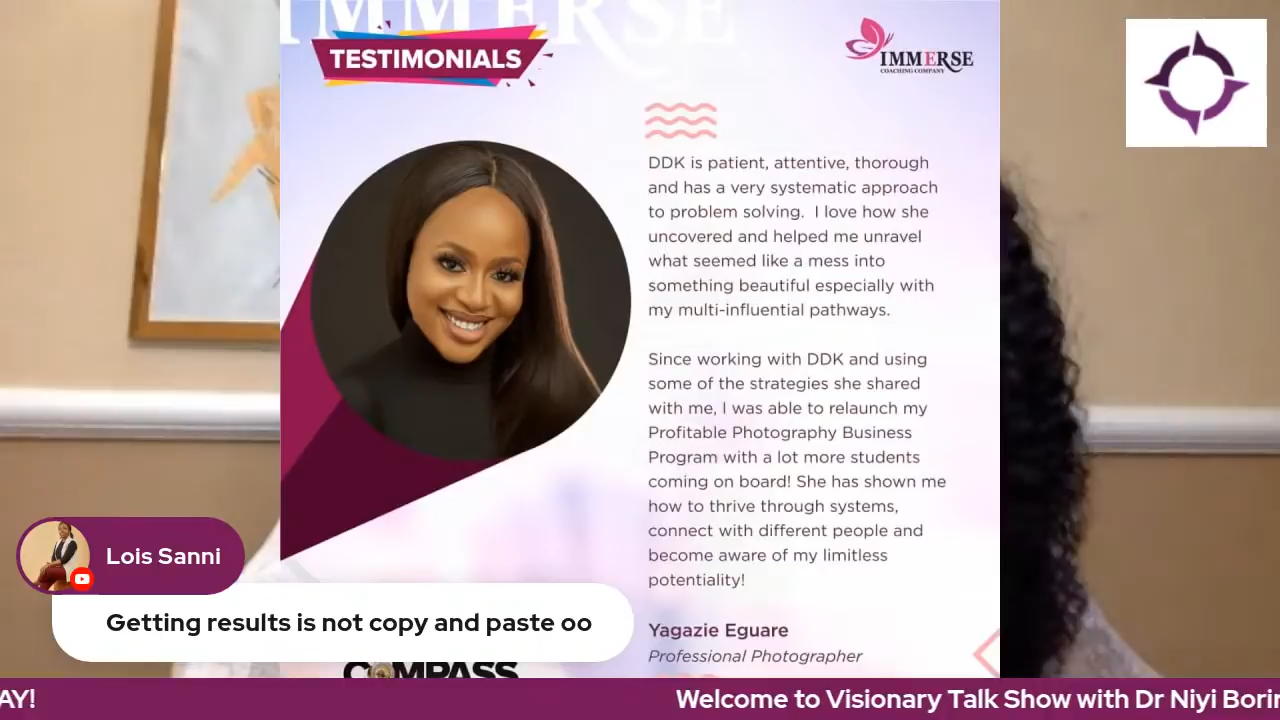 IMMERSE
TESTIMONIALS
IMMERSE
COACHING COMPANY
DDK is patient, attentive, thorough
and has a very systematic approach
to problem solving. I love how she
uncovered and helped me unravel
what seemed like a mess into
something beautiful especially with
my multi-influential pathways.
Since working with DDK and using
some of the strategies she shared
with me, I was able to relaunch my
Profitable Photography Business
Program with a lot more students
coming on board! She has shown me
how to thrive through systems,
connect with different people and
become aware of my limitless
potentiality!
Yagazie Eguare
Professional Photographer
Lois Sanni
Getting results is not copy and paste oo
COMPASS
AY!
Welcome to Visionary Talk Show with Dr Niyi Borin